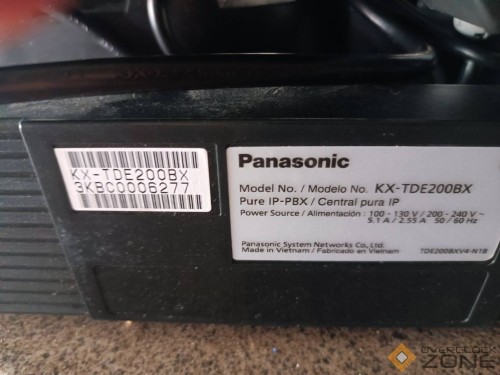 KX-TDE200BX
3KBC0006277
Panasonic
Model No. / Modelo No. KX-TDE200BX
Pure IP-PBX / Central pura IP
Power Source / Alimentación : 100 - 130 V / 200 - 240 V ~
5.1 A / 2.55 A 50 / 60 Hz
Panasonic System Networks Co., Ltd.
Made in Vietnam / Fabricado en Vietnam
TDE200BXV4-N1B
OVERCLOCK
ZONE